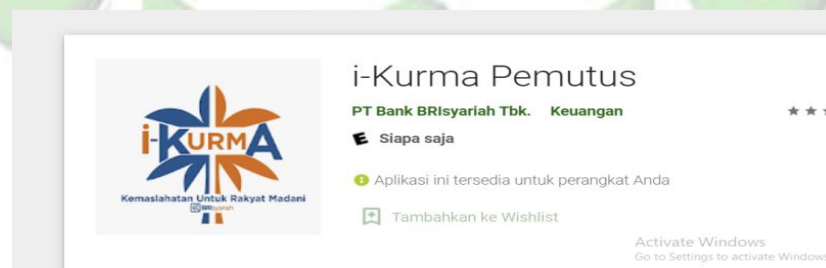 i-Kurma Pemutus
PT Bank BRIsyariah Tbk. Keuangan
E Siapa saja
Aplikasi ini tersedia untuk perangkat Anda
Tambahkan ke Wishlist
i-KURMA
Kemaslahatan Untuk Rakyat Madani
BRIsyariah
Activate Windows
Go to Settings to activate Windows